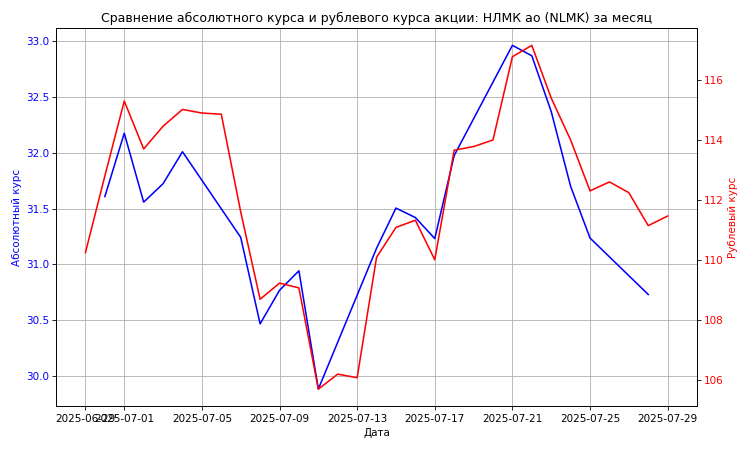 Сравнение абсолютного курса и рублевого курса акции: НЛМК ао (NLMK) за месяц
33.0
32.5
32.0
31.5
31.0
30.5
30.0
Абсолютный курс
116
114
112
110
108
106
Рублевый курс
2025-06-29 2025-07-01 2025-07-05 2025-07-09 2025-07-13 2025-07-17 2025-07-21 2025-07-25 2025-07-29
Дата